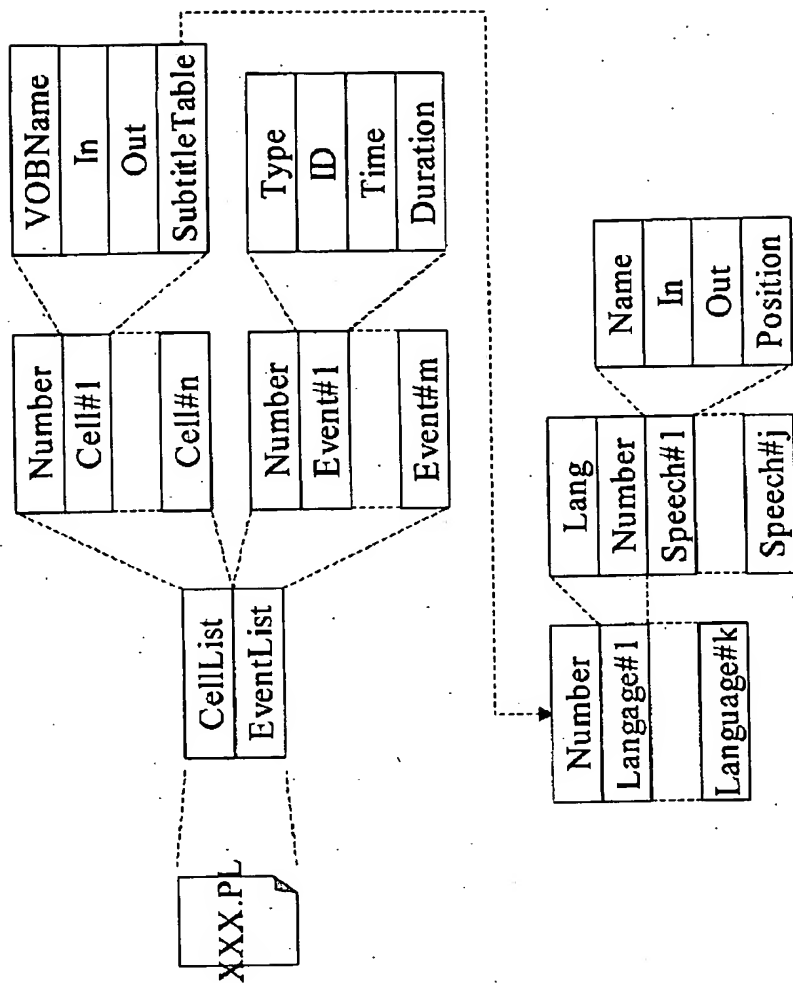 XXX.PL
CellList
EventList
Number
Cell#1
Cell#n
Number
Event#1
Event#m
VOBName
In
Out
SubtitleTable
Type
ID
Time
Duration
Number
Langage#1
Language#k
Lang
Number
Speech#1
Speech#j
Name
In
Out
Position